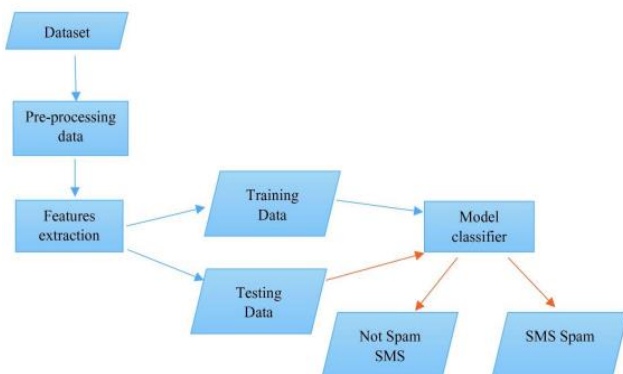 Dataset
Pre-processing
data
Features
extraction
Training
Data
Testing
Data
Model
classifier
Not Spam
SMS
SMS Spam